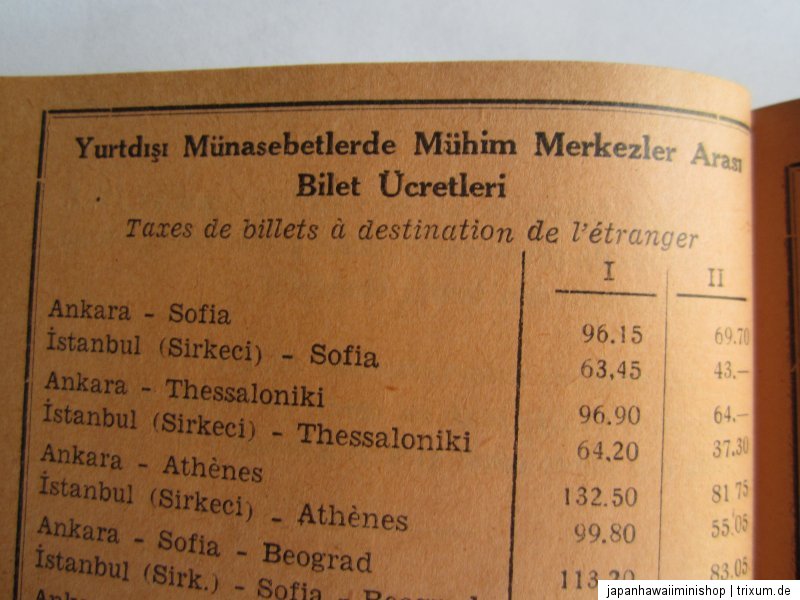 Yurtdışı Münasebetlerde Mühim Merkezler Arası
Bilet Ücretleri
Taxes de billets à destination de l'étranger
I II
Ankara - Sofia 96.15 69.70
İstanbul (Sirkeci) - Sofia 63,45 43.—
Ankara - Thessaloniki 96.90 64.—
İstanbul (Sirkeci) - Thessaloniki 64.20 37.30
Ankara - Athènes 132.50 81 75
İstanbul (Sirkeci) - Athènes 99.80 55.05
Ankara - Sofia - Beograd 113.20 83.05
İstanbul (Sirk.) - Sofia -
japanhawaiiminishop | trixum.de